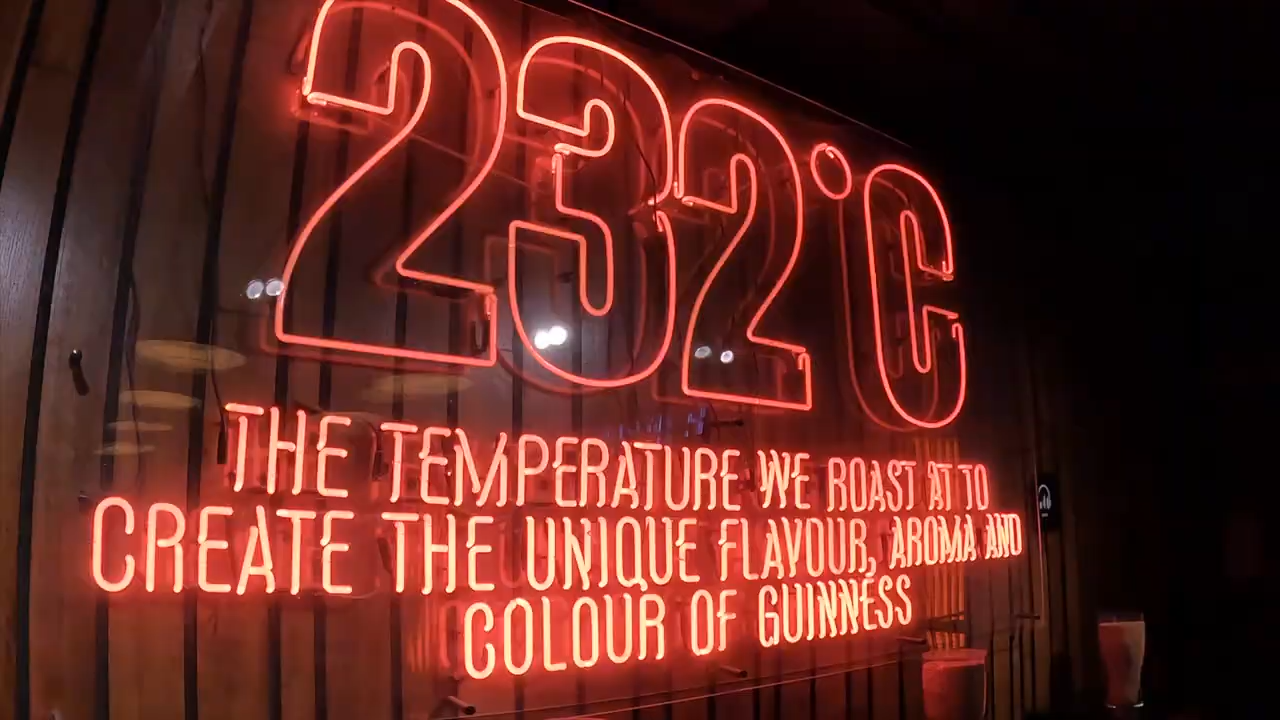 232°C
THE TEMPERATURE WE ROAST AT TO
CREATE THE UNIQUE FLAVOUR, AROMA AND
COLOUR OF GUINNESS